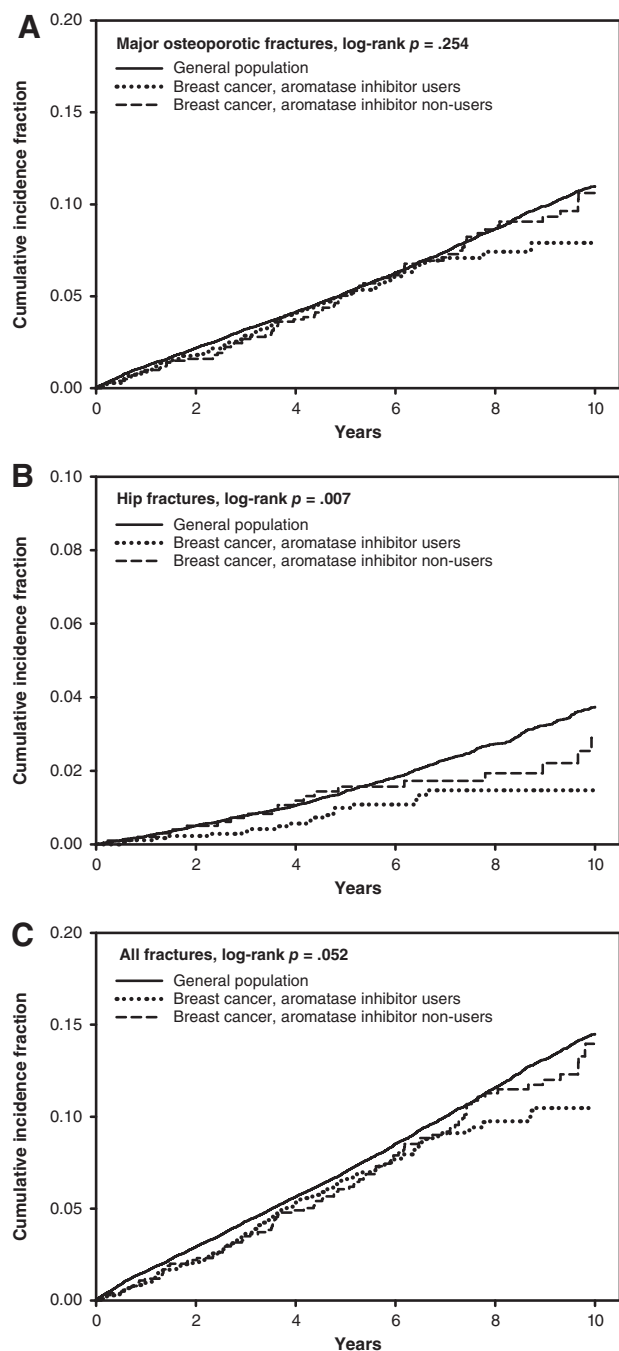 A
Major osteoporotic fractures, log-rank p = .254
General population
Breast cancer, aromatase inhibitor users
Breast cancer, aromatase inhibitor non-users
Cumulative incidence fraction
0.20
0.15
0.10
0.05
0.00
0 2 4 6 8 10
Years
B
Hip fractures, log-rank p = .007
General population
Breast cancer, aromatase inhibitor users
Breast cancer, aromatase inhibitor non-users
Cumulative incidence fraction
0.10
0.08
0.06
0.04
0.02
0.00
0 2 4 6 8 10
Years
C
All fractures, log-rank p = .052
General population
Breast cancer, aromatase inhibitor users
Breast cancer, aromatase inhibitor non-users
Cumulative incidence fraction
0.20
0.15
0.10
0.05
0.00
0 2 4 6 8 10
Years